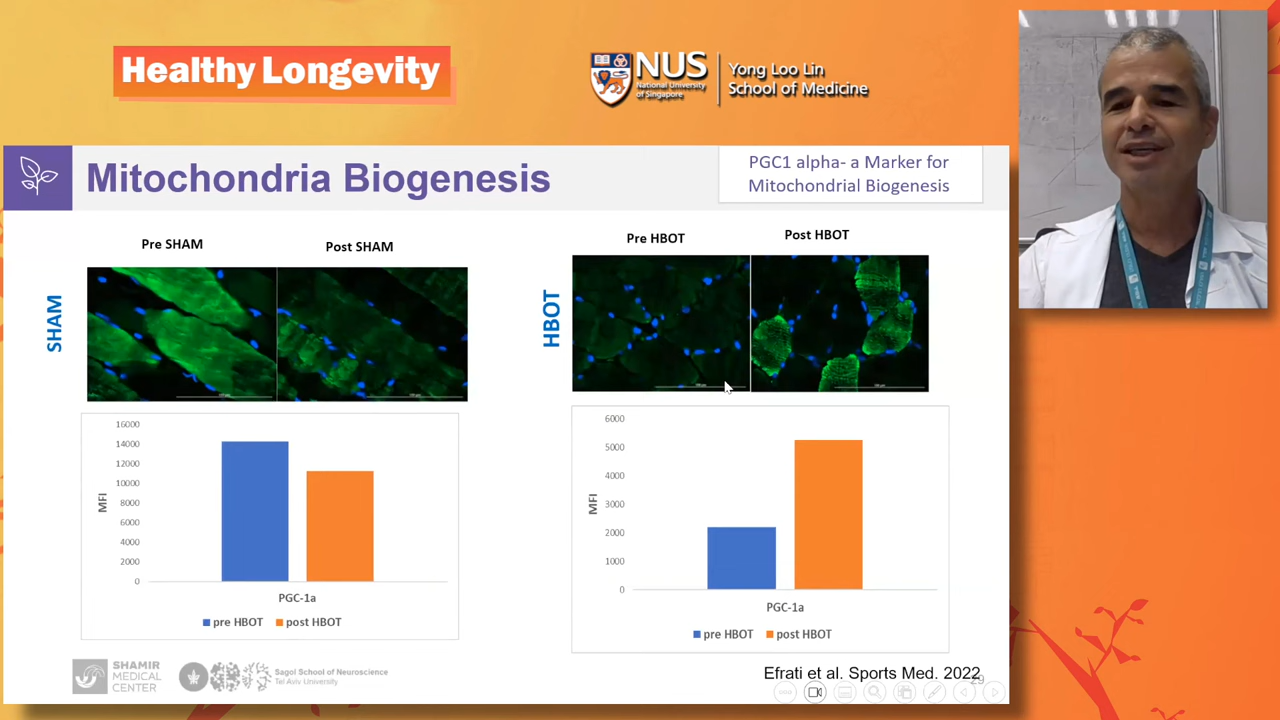 Healthy Longevity
NUS
National University
of Singapore
Yong Loo Lin
School of Medicine
Mitochondria Biogenesis
PGC1 alpha- a Marker for
Mitochondrial Biogenesis
Pre SHAM
Post SHAM
SHAM
Pre HBOT
Post HBOT
HBOT
16000
14000
12000
10000
8000
6000
4000
2000
0
MFI
PGC-1a
pre HBOT
post HBOT
6000
5000
4000
3000
2000
1000
0
MFI
PGC-1a
pre HBOT
post HBOT
SHAMIR
MEDICAL
CENTER
Sagol School of Neuroscience
Tel Aviv University
Efrati et al. Sports Med. 2022
29